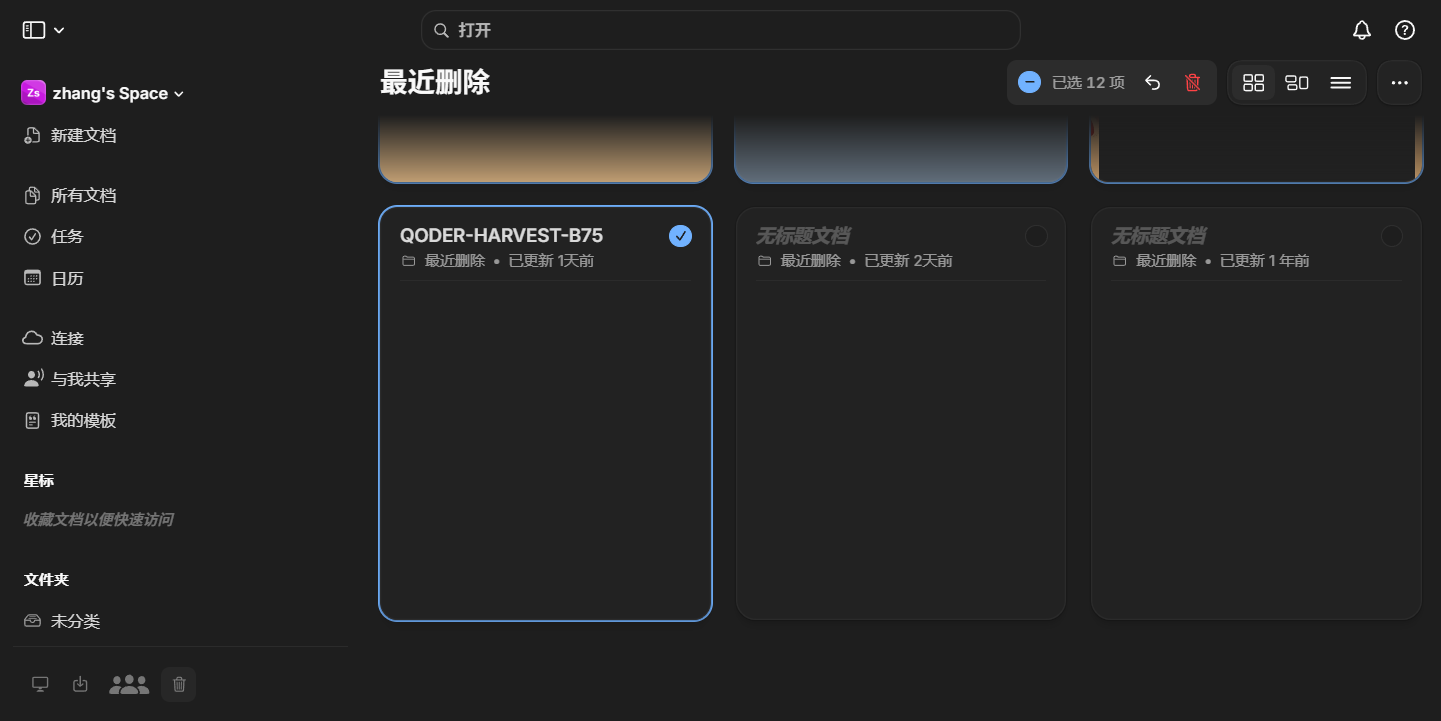 打开
Zs zhang's Space
新建文档
所有文档
任务
日历
连接
与我共享
我的模板
星标
收藏文档以便快速访问
文件夹
未分类
最近删除
已选 12 项
QODER-HARVEST-B75
最近删除 • 已更新 1天前
无标题文档
最近删除 • 已更新 2天前
无标题文档
最近删除 • 已更新 1 年前